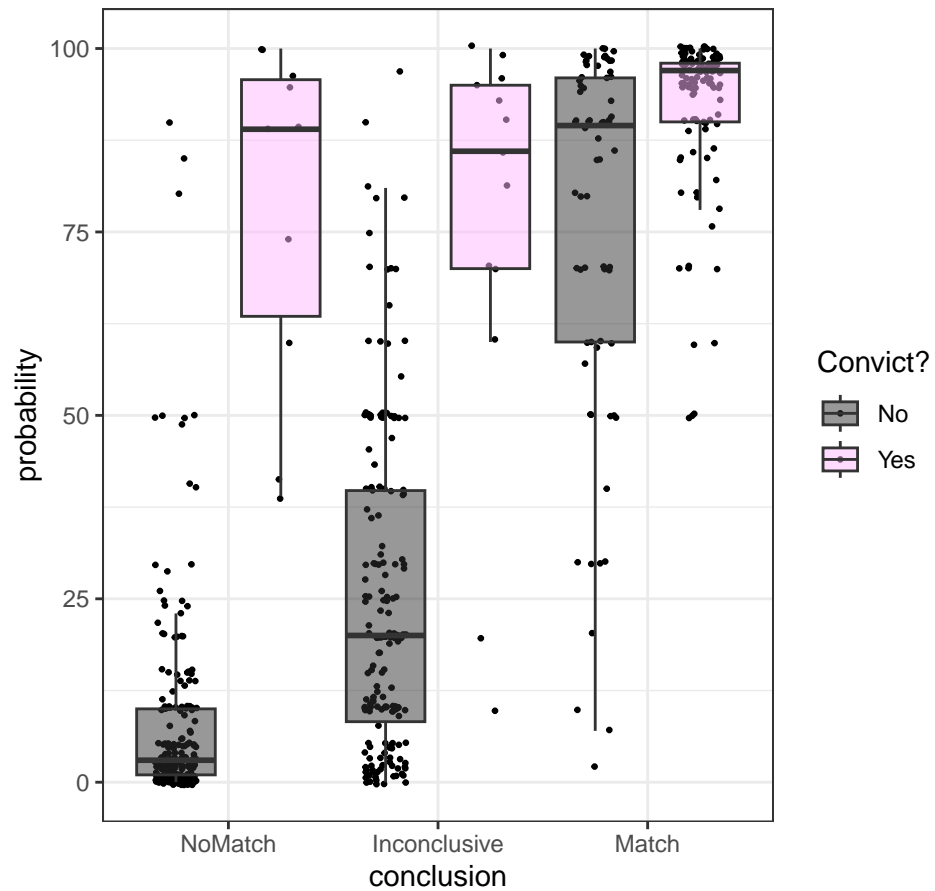 100
75
50
25
0
probability
NoMatch
Inconclusive
Match
conclusion
Convict?
No
Yes